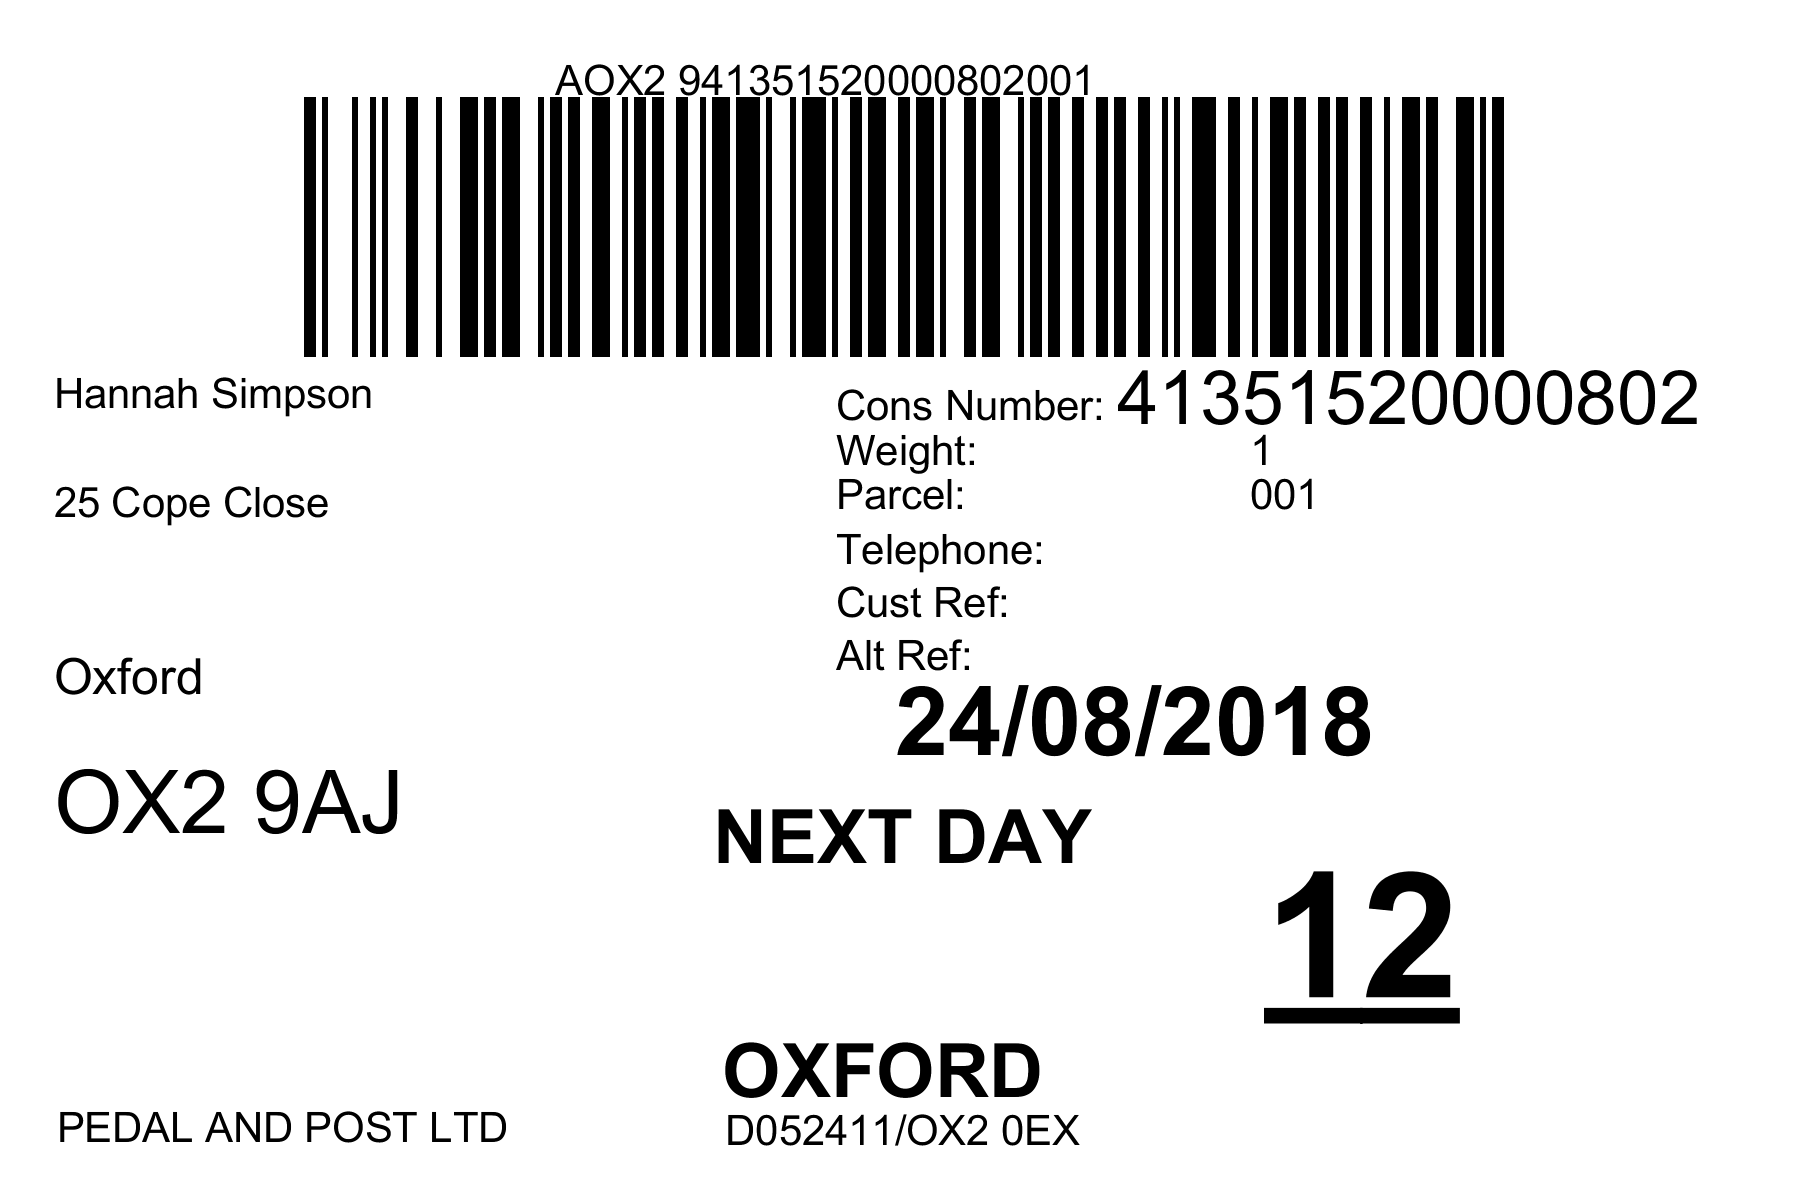 AOX2 941351520000802001
Hannah Simpson
25 Cope Close
Oxford
OX2 9AJ
Cons Number: 41351520000802
Weight: 1
Parcel: 001
Telephone:
Cust Ref:
Alt Ref:
24/08/2018
NEXT DAY
12
OXFORD
D052411/OX2 0EX
PEDAL AND POST LTD